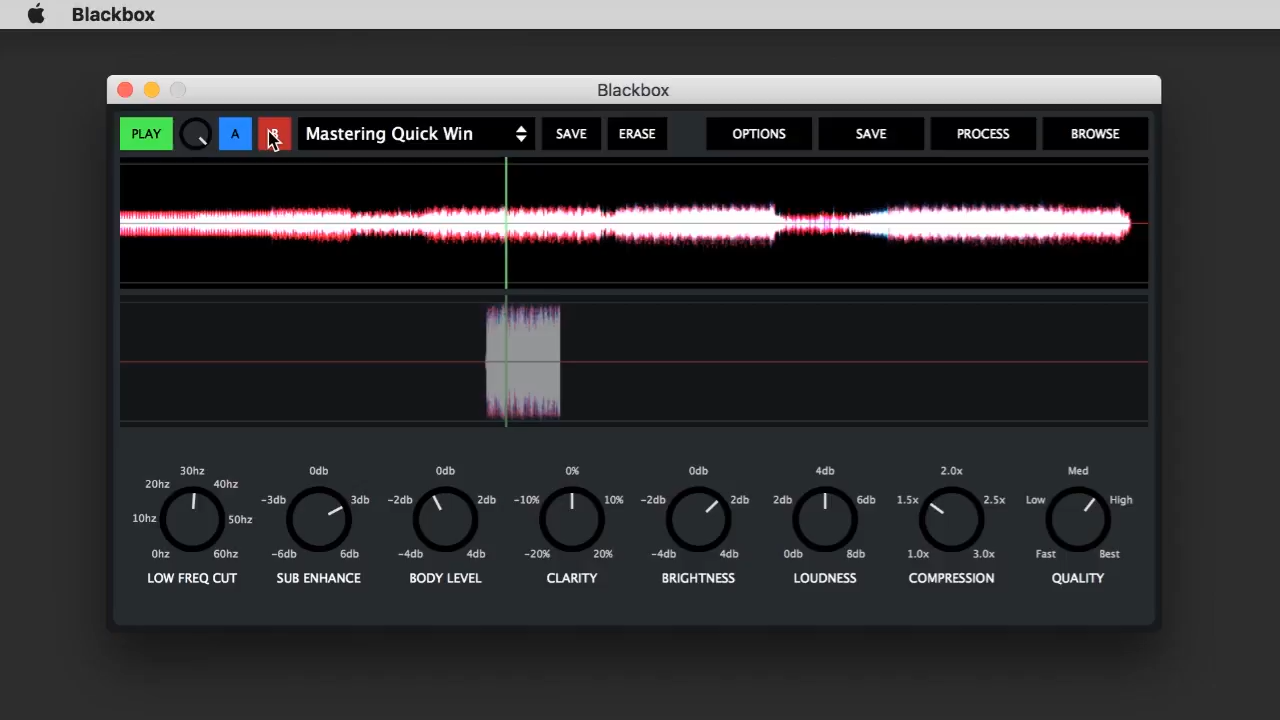 Blackbox
Blackbox
PLAY A B Mastering Quick Win SAVE ERASE OPTIONS SAVE PROCESS BROWSE
30hz 0db 0db 0% 0db 4db 2.0x Med
20hz 40hz -3db 3db -2db 2db -10% 10% -2db 2db 2db 6db 1.5x 2.5x Low High
10hz 50hz
0hz 60hz -6db 6db -4db 4db -20% 20% -4db 4db 0db 8db 1.0x 3.0x Fast Best
LOW FREQ CUT SUB ENHANCE BODY LEVEL CLARITY BRIGHTNESS LOUDNESS COMPRESSION QUALITY